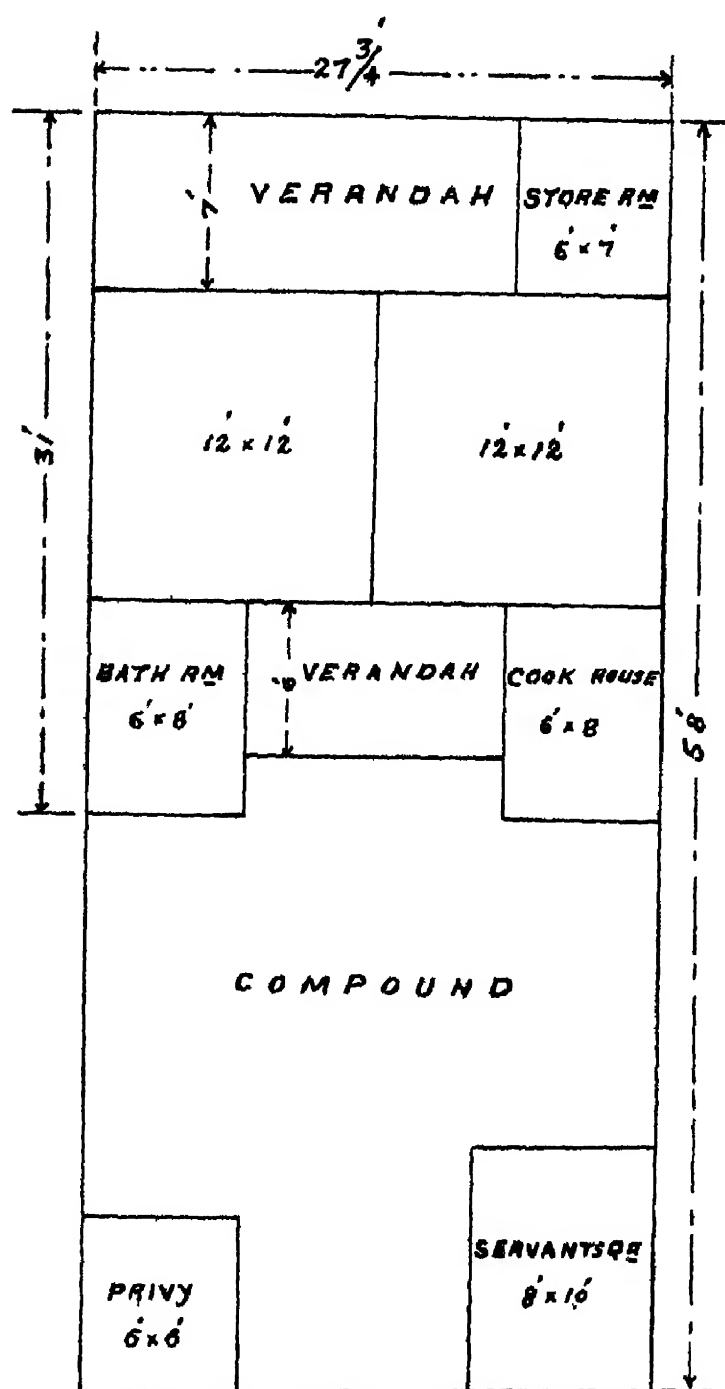 27 3/4'
7'
VERANDAH
STORE RM
6' × 7'
31'
12' × 12'
12' × 12'
BATH RM
6' × 8'
6'
VERANDAH
COOK HOUSE
6' × 8
58'
COMPOUND
PRIVY
6' × 6'
SERVANTS QR
8' × 10'